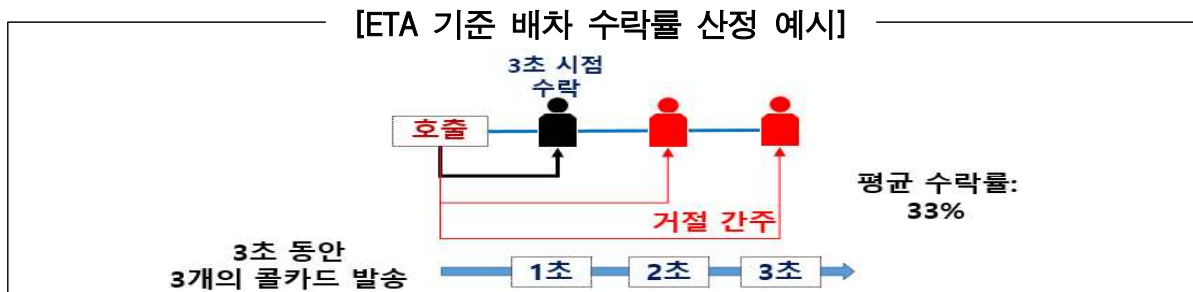 [ETA 기준 배차 수락률 산정 예시]
3초 시점
수락
호출
거절 간주
평균 수락률:
33%
3초 동안
3개의 콜카드 발송
1초
2초
3초